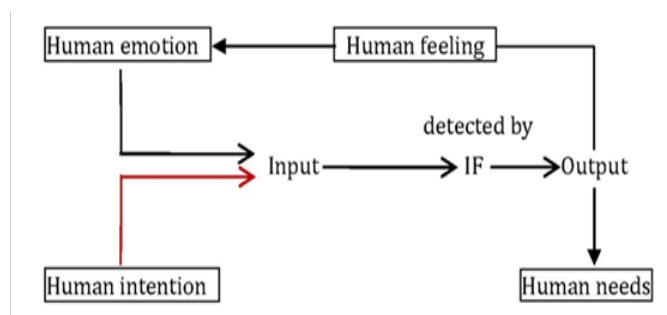 Human emotion
Human feeling
detected by
Input
IF
Output
Human intention
Human needs